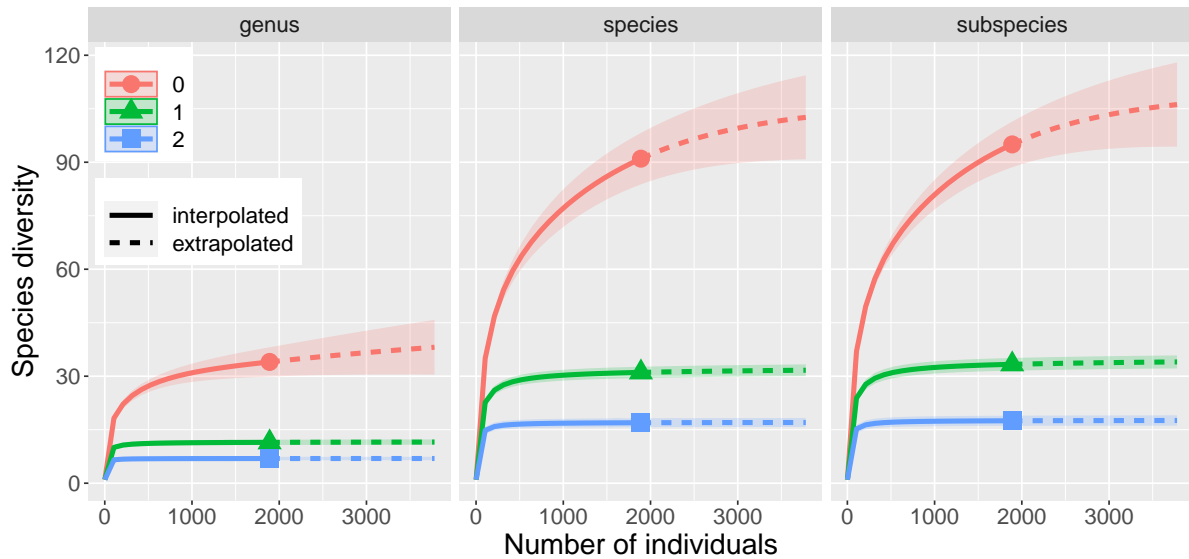 genus species subspecies
120
90
60
30
0
0
1
2
interpolated
extrapolated
Species diversity
0 1000 2000 3000 0 1000 2000 3000 0 1000 2000 3000
Number of individuals